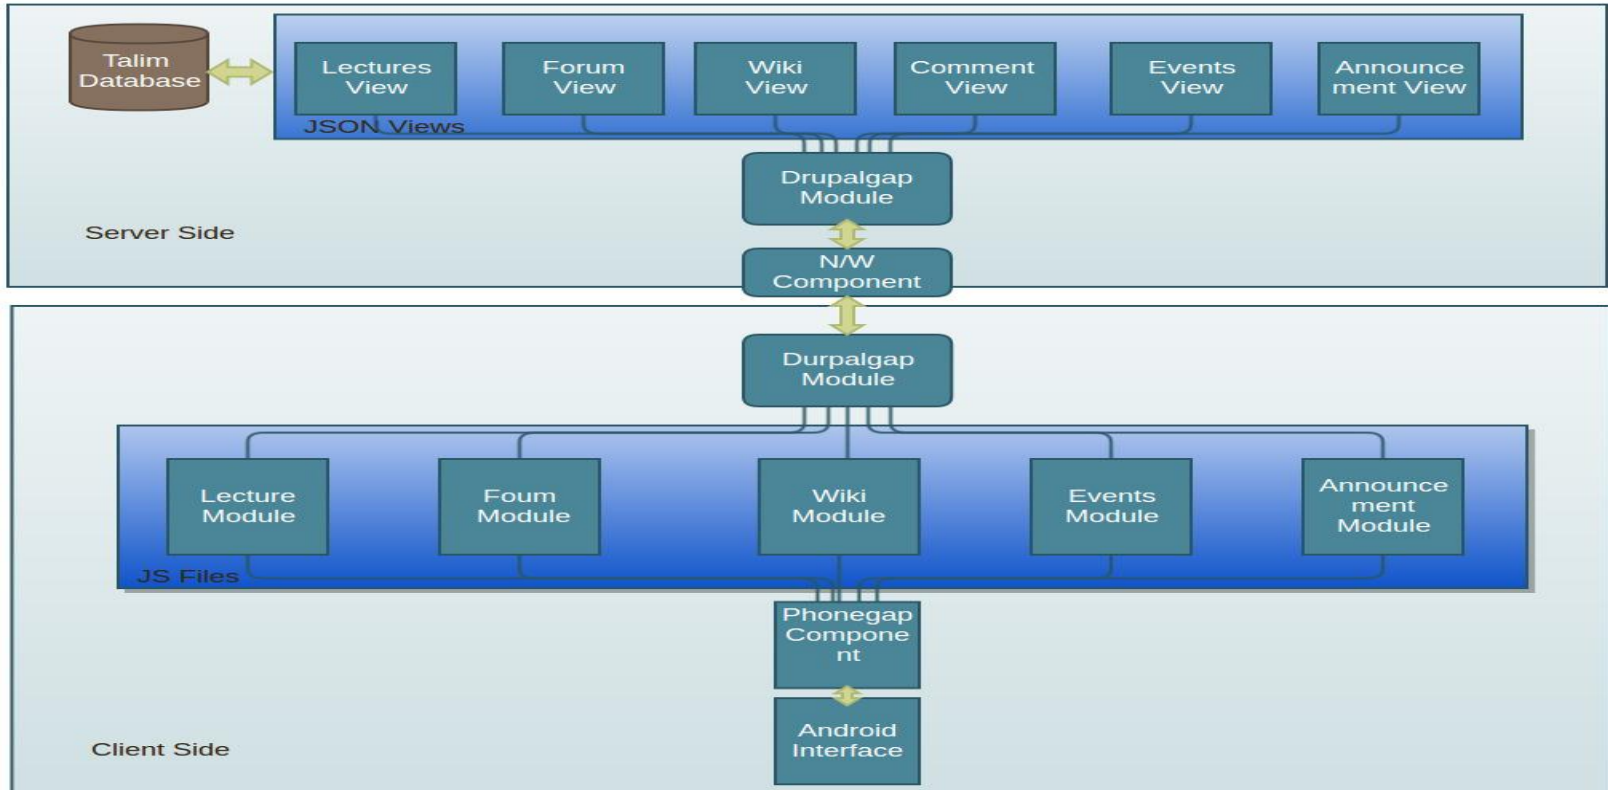 Talim
Database
Lectures
View
Forum
View
Wiki
View
Comment
View
Events
View
Announce
ment View
JSON Views
Drupalgap
Module
Server Side
N/W
Component
Durpalgap
Module
Lecture
Module
Foum
Module
Wiki
Module
Events
Module
Announce
ment
Module
JS Files
Phonegap
Compone
nt
Android
Interface
Client Side